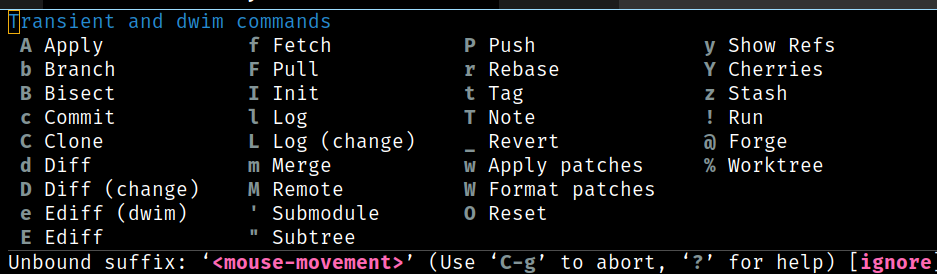 Transient and dwim commands
A Apply f Fetch P Push y Show Refs
b Branch F Pull r Rebase Y Cherries
B Bisect I Init t Tag z Stash
c Commit l Log T Note ! Run
C Clone L Log (change) _ Revert @ Forge
d Diff m Merge w Apply patches % Worktree
D Diff (change) M Remote W Format patches
e Ediff (dwim) ' Submodule O Reset
E Ediff " Subtree
Unbound suffix: ‘<mouse-movement>’ (Use ‘C-g’ to abort, ‘?’ for help) [ignore